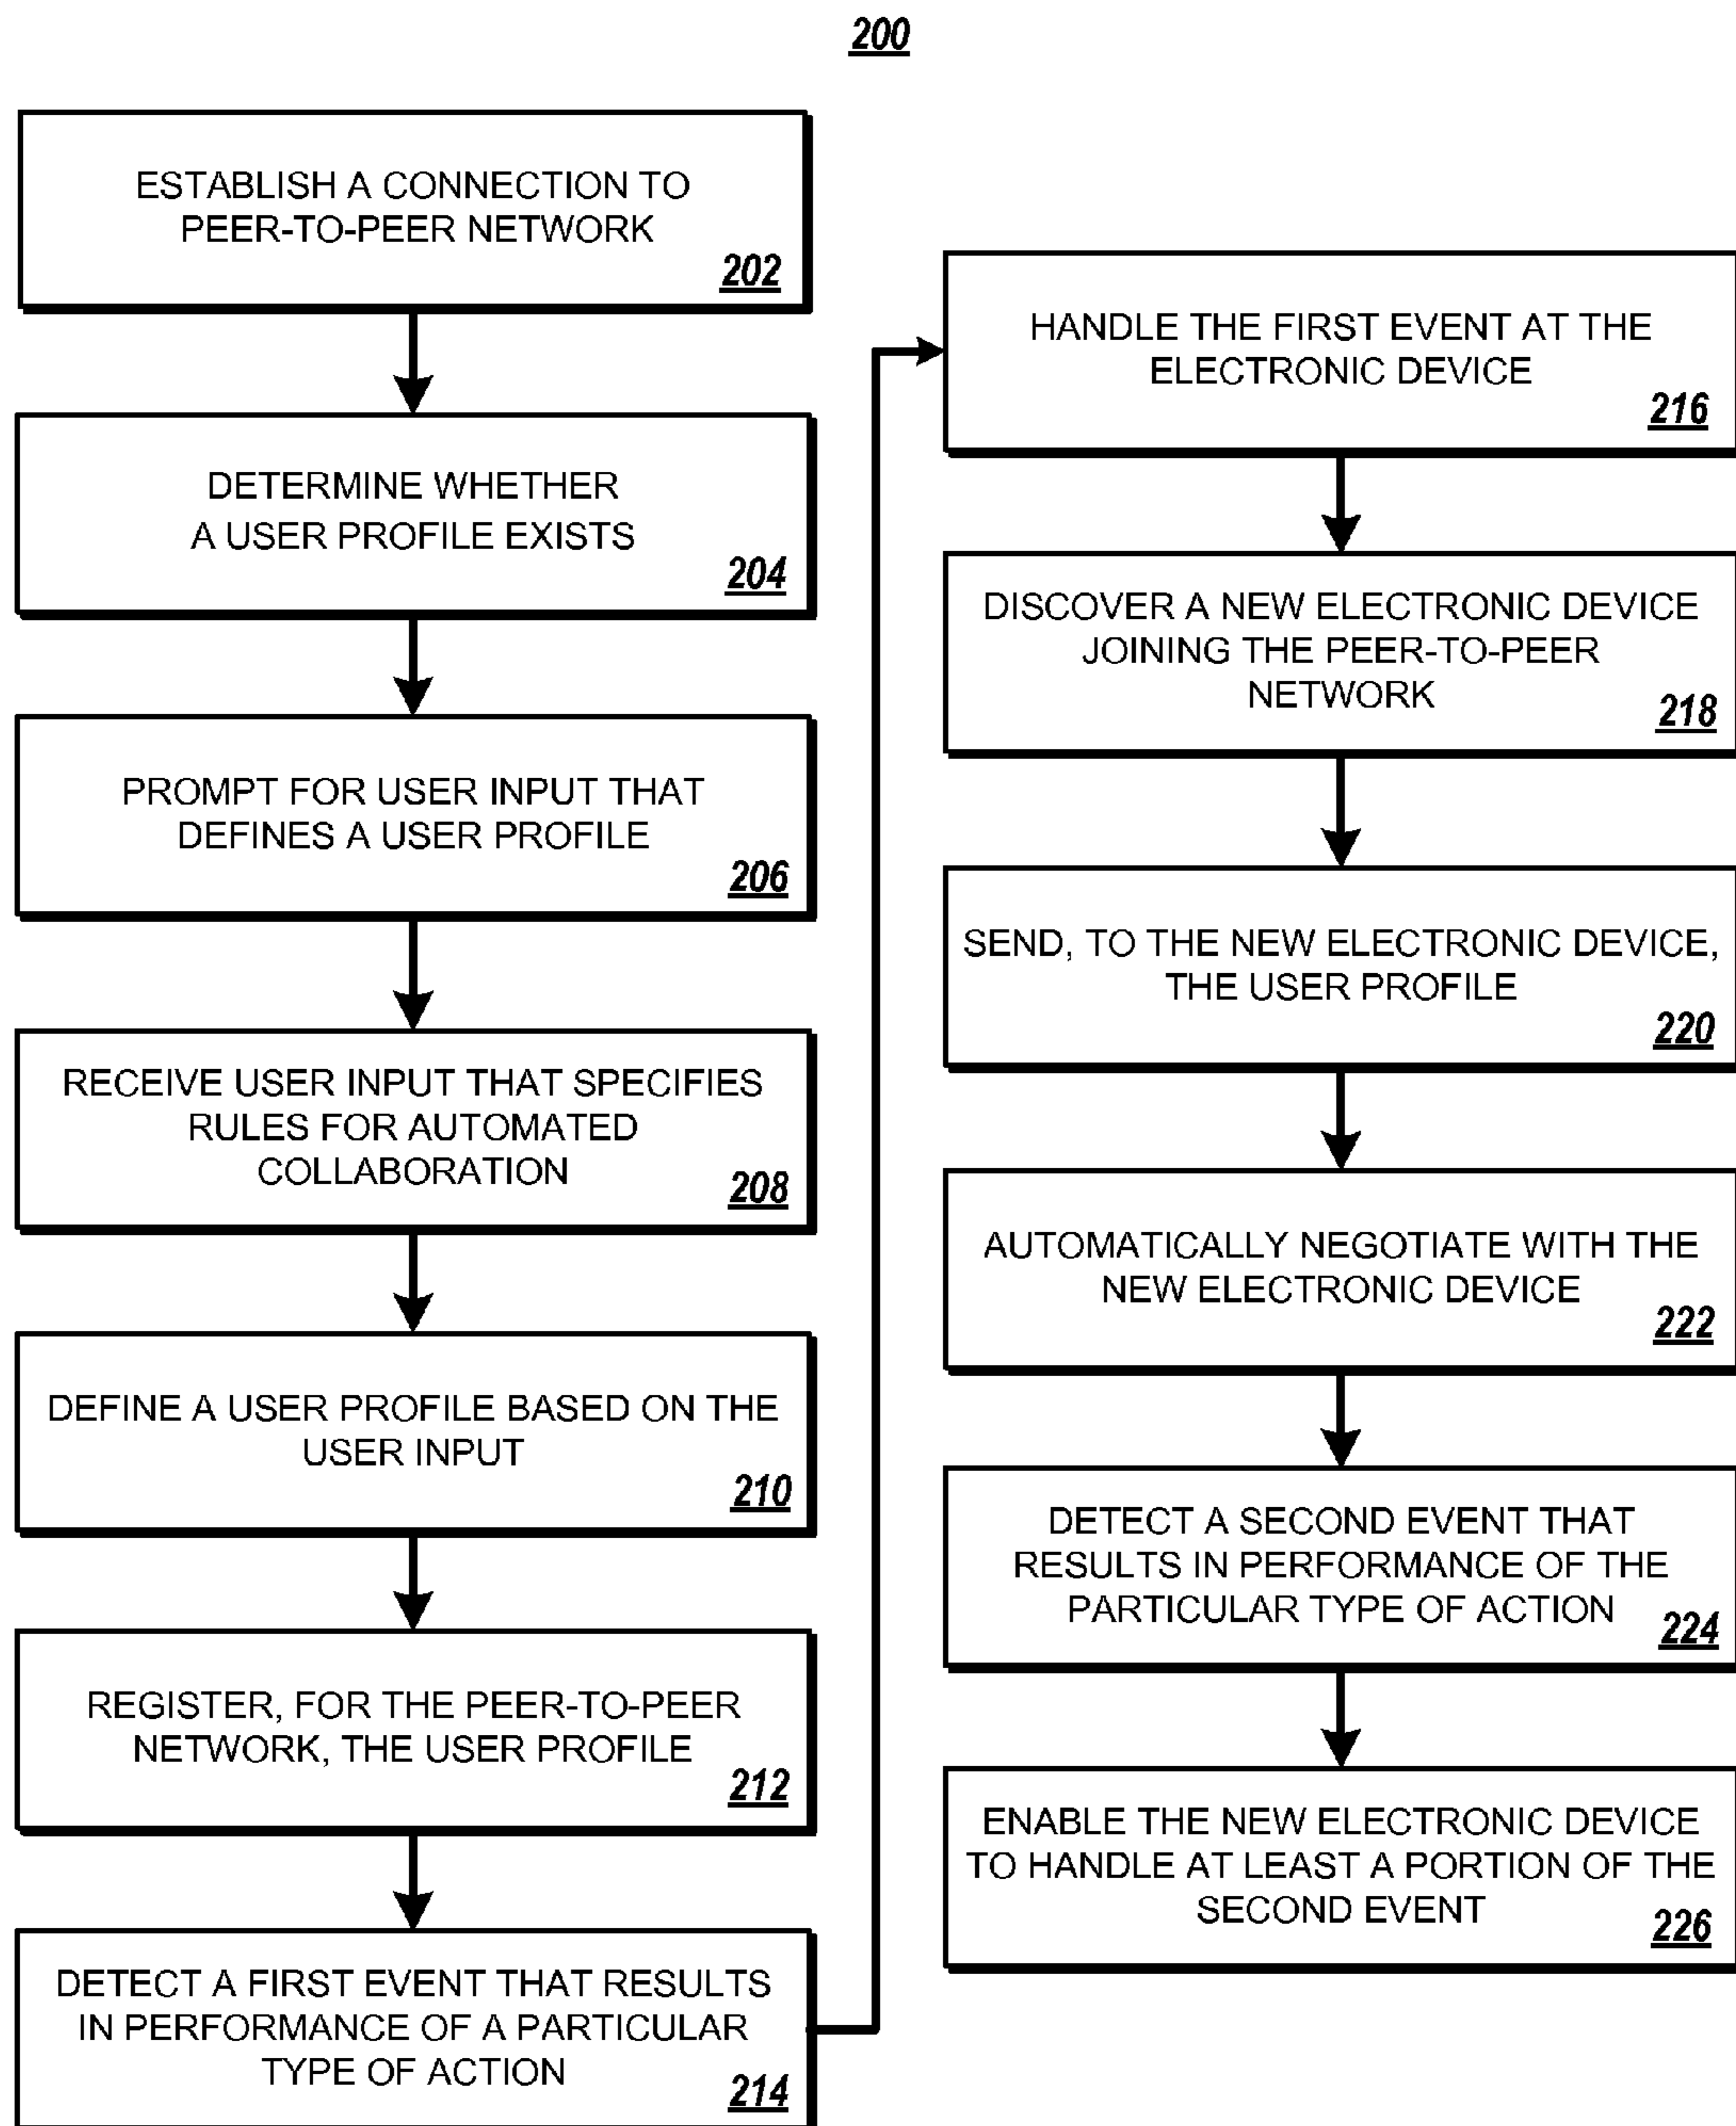 200
ESTABLISH A CONNECTION TO
PEER-TO-PEER NETWORK
202
DETERMINE WHETHER
A USER PROFILE EXISTS
204
PROMPT FOR USER INPUT THAT
DEFINES A USER PROFILE
206
RECEIVE USER INPUT THAT SPECIFIES
RULES FOR AUTOMATED
COLLABORATION
208
DEFINE A USER PROFILE BASED ON THE
USER INPUT
210
REGISTER, FOR THE PEER-TO-PEER
NETWORK, THE USER PROFILE
212
DETECT A FIRST EVENT THAT RESULTS
IN PERFORMANCE OF A PARTICULAR
TYPE OF ACTION
214
HANDLE THE FIRST EVENT AT THE
ELECTRONIC DEVICE
216
DISCOVER A NEW ELECTRONIC DEVICE
JOINING THE PEER-TO-PEER
NETWORK
218
SEND, TO THE NEW ELECTRONIC DEVICE,
THE USER PROFILE
220
AUTOMATICALLY NEGOTIATE WITH THE
NEW ELECTRONIC DEVICE
222
DETECT A SECOND EVENT THAT
RESULTS IN PERFORMANCE OF THE
PARTICULAR TYPE OF ACTION
224
ENABLE THE NEW ELECTRONIC DEVICE
TO HANDLE AT LEAST A PORTION OF THE
SECOND EVENT
226